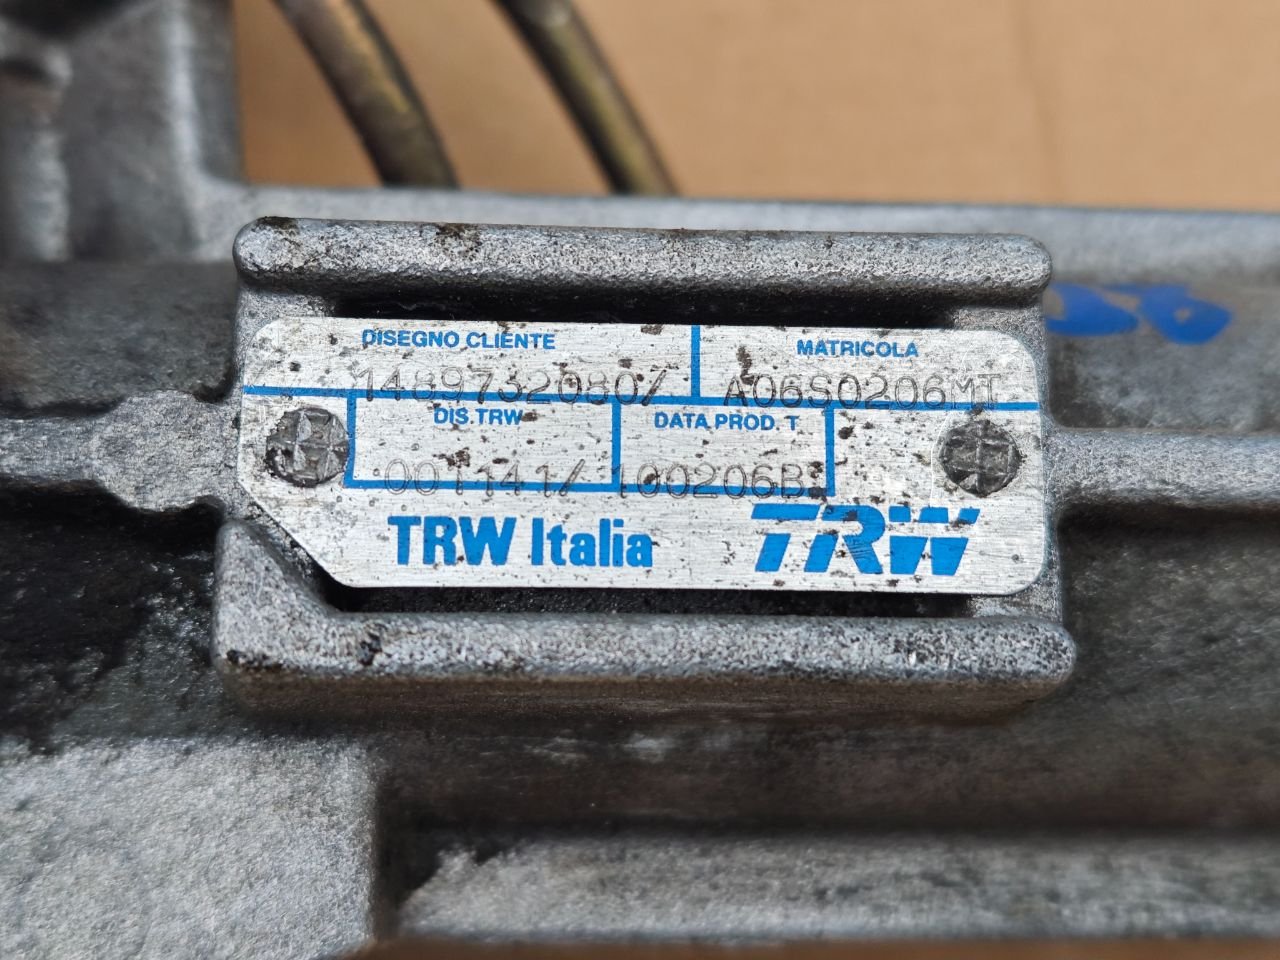 DISEGNO CLIENTE MATRICOLA
1489732080/ A06S0206MT
DIS.TRW DATA PROD. T
001141/ 100206B
TRW Italia TRW